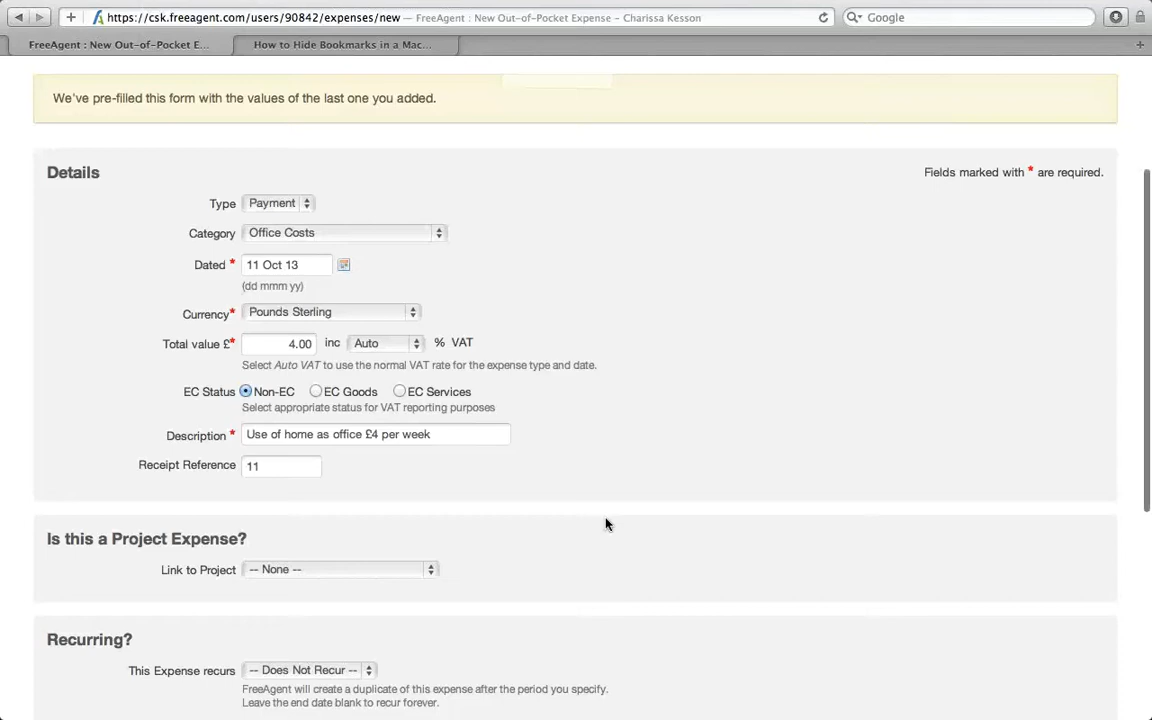 https://csk.freeagent.com/users/90842/expenses/new — FreeAgent : New Out-of-Pocket Expense – Charissa Kesson
Google
FreeAgent : New Out-of-Pocket E...
How to Hide Bookmarks in a Mac...
We've pre-filled this form with the values of the last one you added.
Details
Fields marked with * are required.
Type Payment
Category Office Costs
Dated * 11 Oct 13
(dd mmm yy)
Currency* Pounds Sterling
Total value £* 4.00 inc Auto % VAT
Select Auto VAT to use the normal VAT rate for the expense type and date.
EC Status Non-EC EC Goods EC Services
Select appropriate status for VAT reporting purposes
Description * Use of home as office £4 per week
Receipt Reference 11
Is this a Project Expense?
Link to Project -- None --
Recurring?
This Expense recurs -- Does Not Recur --
FreeAgent will create a duplicate of this expense after the period you specify.
Leave the end date blank to recur forever.